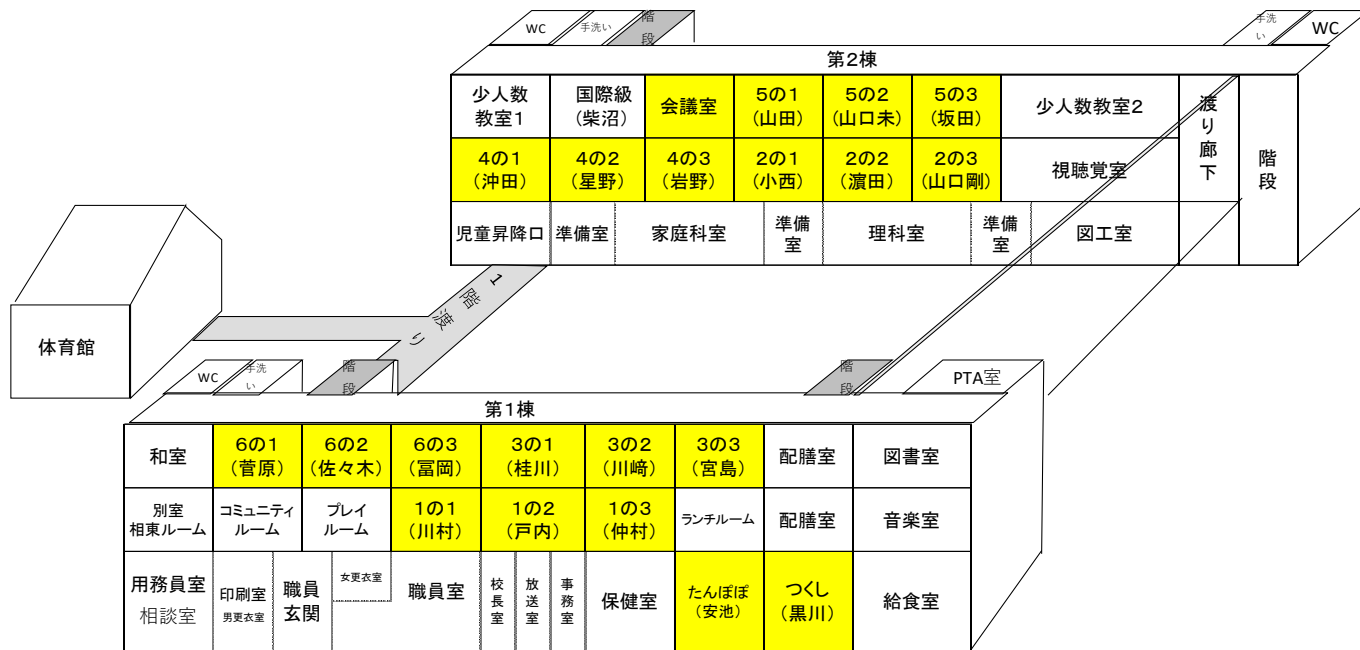 WC
手洗い
階段
手洗い
WC
第2棟
少人数
教室1
国際級
(柴沼)
会議室
5の1
(山田)
5の2
(山口未)
5の3
(坂田)
少人数教室2
渡り廊下
階段
4の1
(沖田)
4の2
(星野)
4の3
(岩野)
2の1
(小西)
2の2
(濵田)
2の3
(山口剛)
視聴覚室
児童昇降口
準備室
家庭科室
準備室
理科室
準備室
図工室
1階渡り
体育館
WC
手洗い
階段
階段
PTA室
第1棟
和室
6の1
(菅原)
6の2
(佐々木)
6の3
(冨岡)
3の1
(桂川)
3の2
(川﨑)
3の3
(宮島)
配膳室
図書室
別室
相東ルーム
コミュニティ
ルーム
プレイ
ルーム
1の1
(川村)
1の2
(戸内)
1の3
(仲村)
ランチルーム
配膳室
音楽室
用務員室
相談室
印刷室
男更衣室
職員
玄関
女更衣室
職員室
校長室
放送室
事務室
保健室
たんぽぽ
(安池)
つくし
(黒川)
給食室